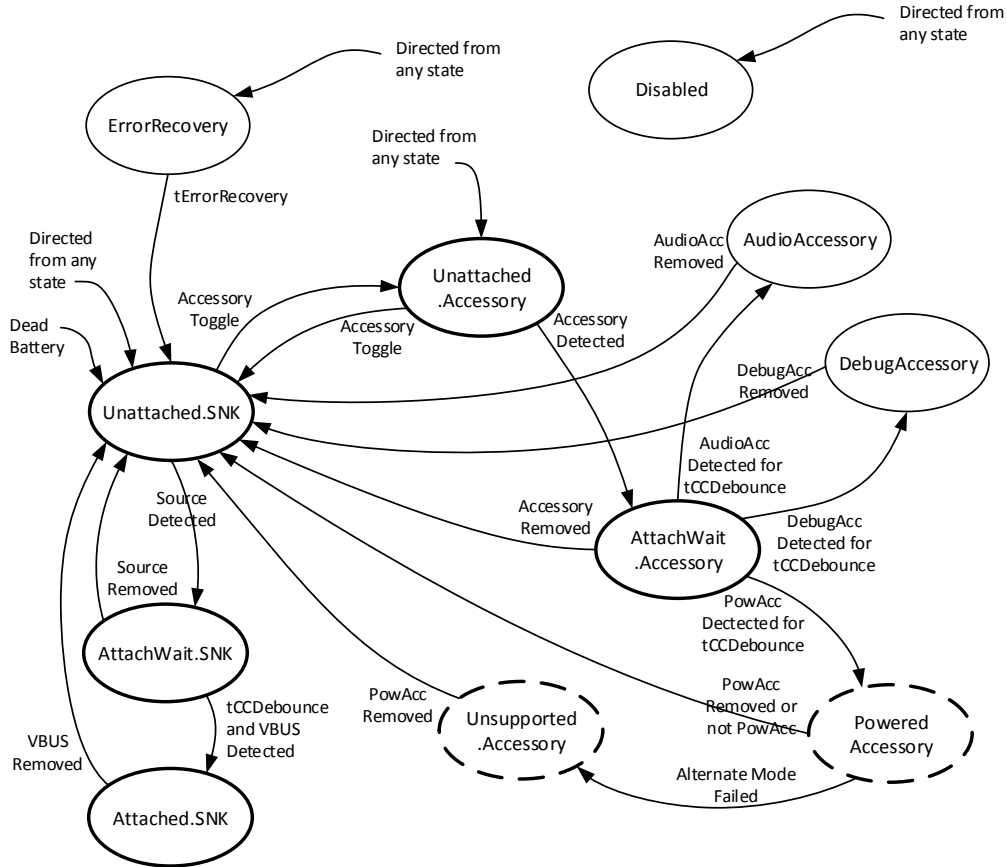 Directed from
any state
Directed from
any state
ErrorRecovery
Disabled
Directed from
any state
tErrorRecovery
Directed
from any
state
Dead
Battery
Accessory
Toggle
Unattached
.Accessory
Accessory
Toggle
Accessory
Detected
AudioAcc
Removed
AudioAccessory
DebugAcc
Removed
DebugAccessory
Unattached.SNK
AudioAcc
Detected for
tCCDebounce
Source
Detected
Accessory
Removed
AttachWait
.Accessory
DebugAcc
Detected for
tCCDebounce
Source
Removed
PowAcc
Dectected for
tCCDebounce
AttachWait.SNK
PowAcc
Removed
Unsupported
.Accessory
PowAcc
Removed or
not PowAcc
Powered
Accessory
tCCDebounce
and VBUS
Detected
VBUS
Removed
Alternate Mode
Failed
Attached.SNK